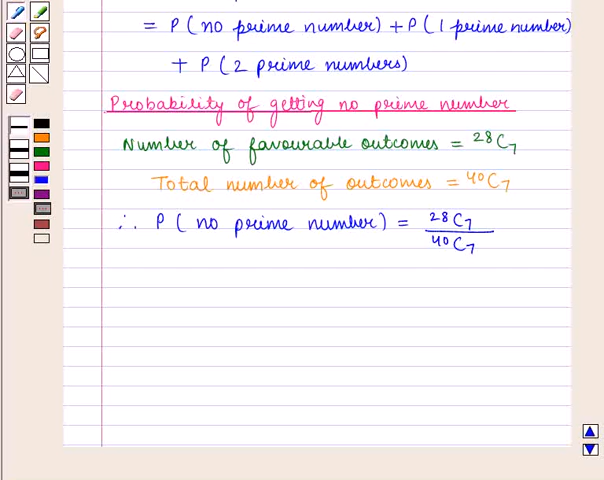 = P (no prime number) + P (1 prime number)
+ P (2 prime numbers)
Probability of getting no prime number
Number of favourable outcomes = ²⁸C₇
Total number of outcomes = ⁴⁰C₇
∴ P ( no prime number) = ²⁸C₇
⁴⁰C₇